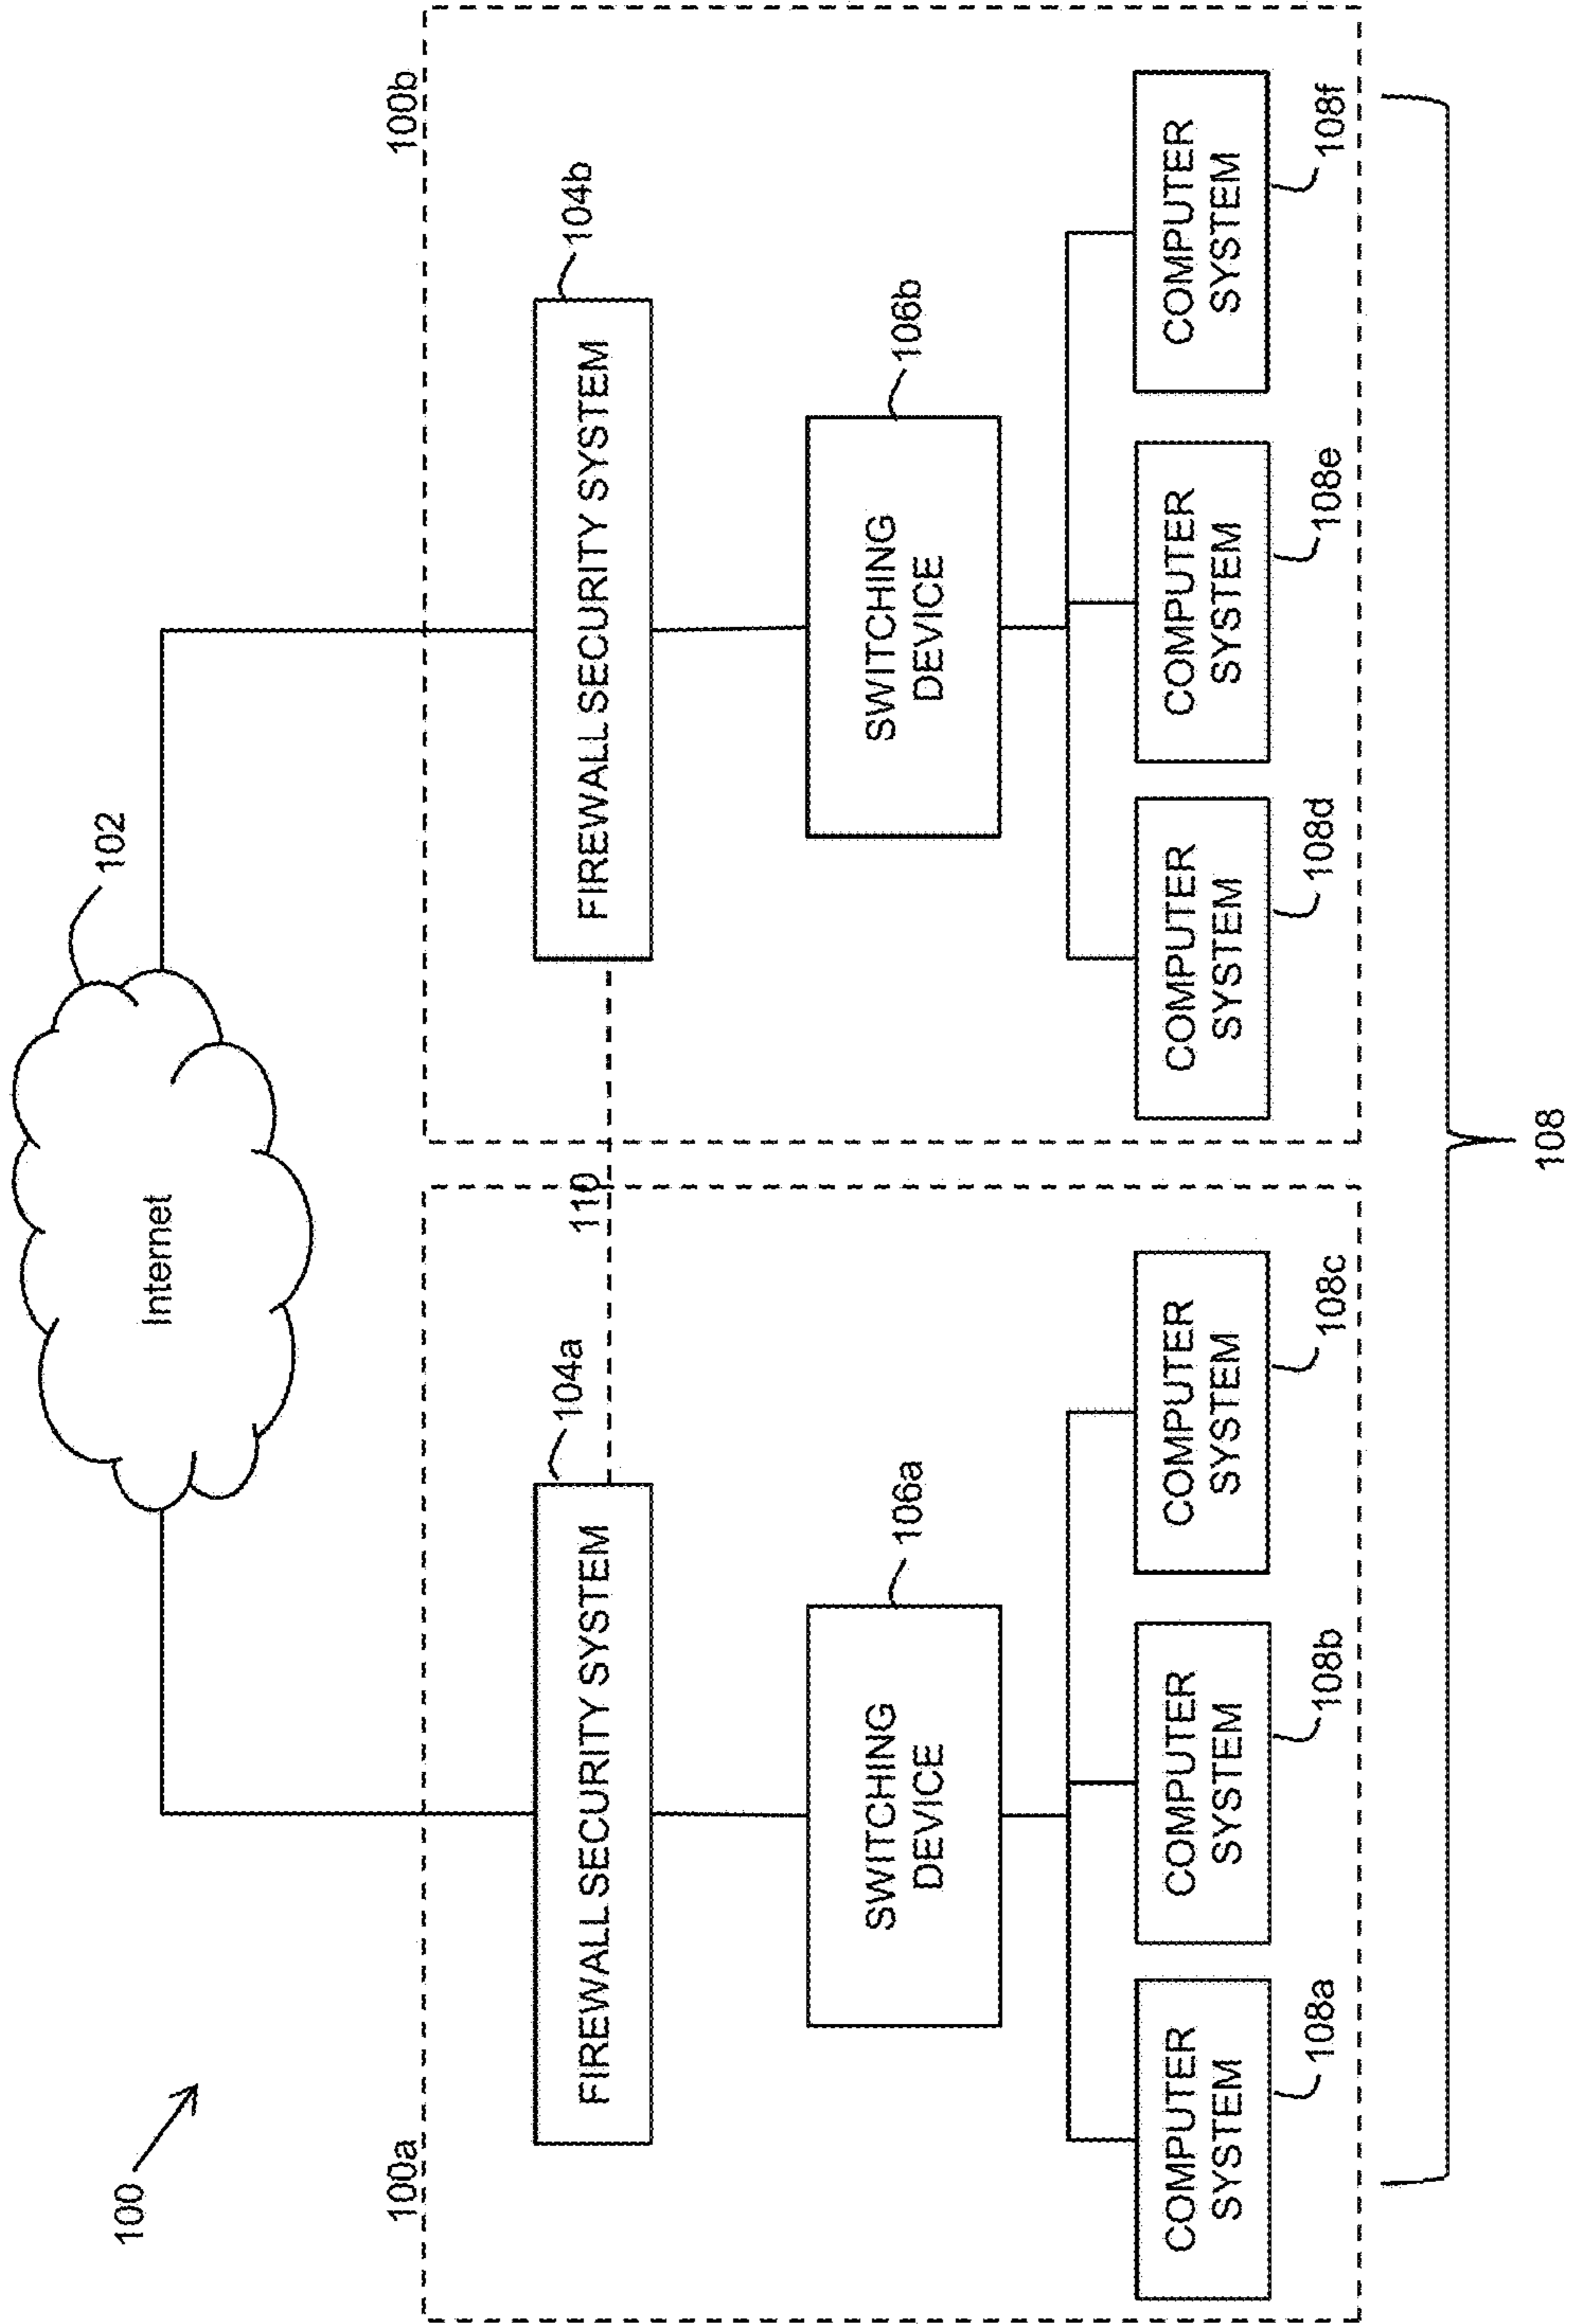 100
102
Internet
100a
100b
104a
FIREWALL SECURITY SYSTEM
110
104b
FIREWALL SECURITY SYSTEM
106a
SWITCHING
DEVICE
106b
SWITCHING
DEVICE
COMPUTER
SYSTEM
COMPUTER
SYSTEM
COMPUTER
SYSTEM
COMPUTER
SYSTEM
COMPUTER
SYSTEM
COMPUTER
SYSTEM
108a
108b
108c
108d
108e
108f
108